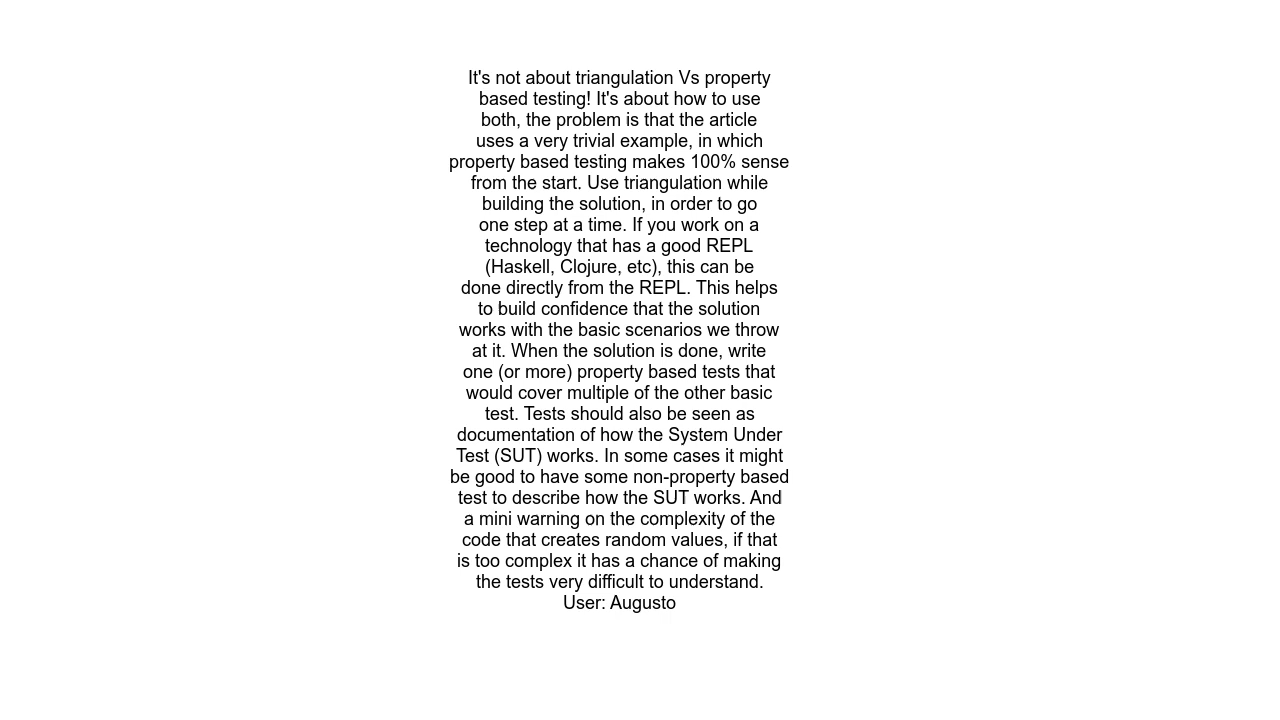 It's not about triangulation Vs property
based testing! It's about how to use
both, the problem is that the article
uses a very trivial example, in which
property based testing makes 100% sense
from the start. Use triangulation while
building the solution, in order to go
one step at a time. If you work on a
technology that has a good REPL
(Haskell, Clojure, etc), this can be
done directly from the REPL. This helps
to build confidence that the solution
works with the basic scenarios we throw
at it. When the solution is done, write
one (or more) property based tests that
would cover multiple of the other basic
test. Tests should also be seen as
documentation of how the System Under
Test (SUT) works. In some cases it might
be good to have some non-property based
test to describe how the SUT works. And
a mini warning on the complexity of the
code that creates random values, if that
is too complex it has a chance of making
the tests very difficult to understand.
User: Augusto